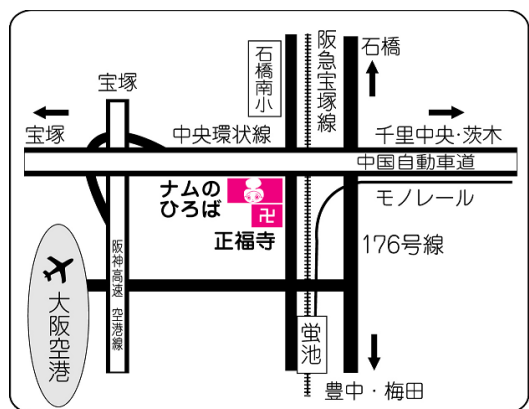 石橋
宝塚
石橋南小
阪急宝塚線
宝塚
中央環状線
千里中央・茨木
中国自動車道
ナムの
ひろば
卍
正福寺
モノレール
176号線
阪神高速 空港線
大阪空港
蛍池
豊中・梅田